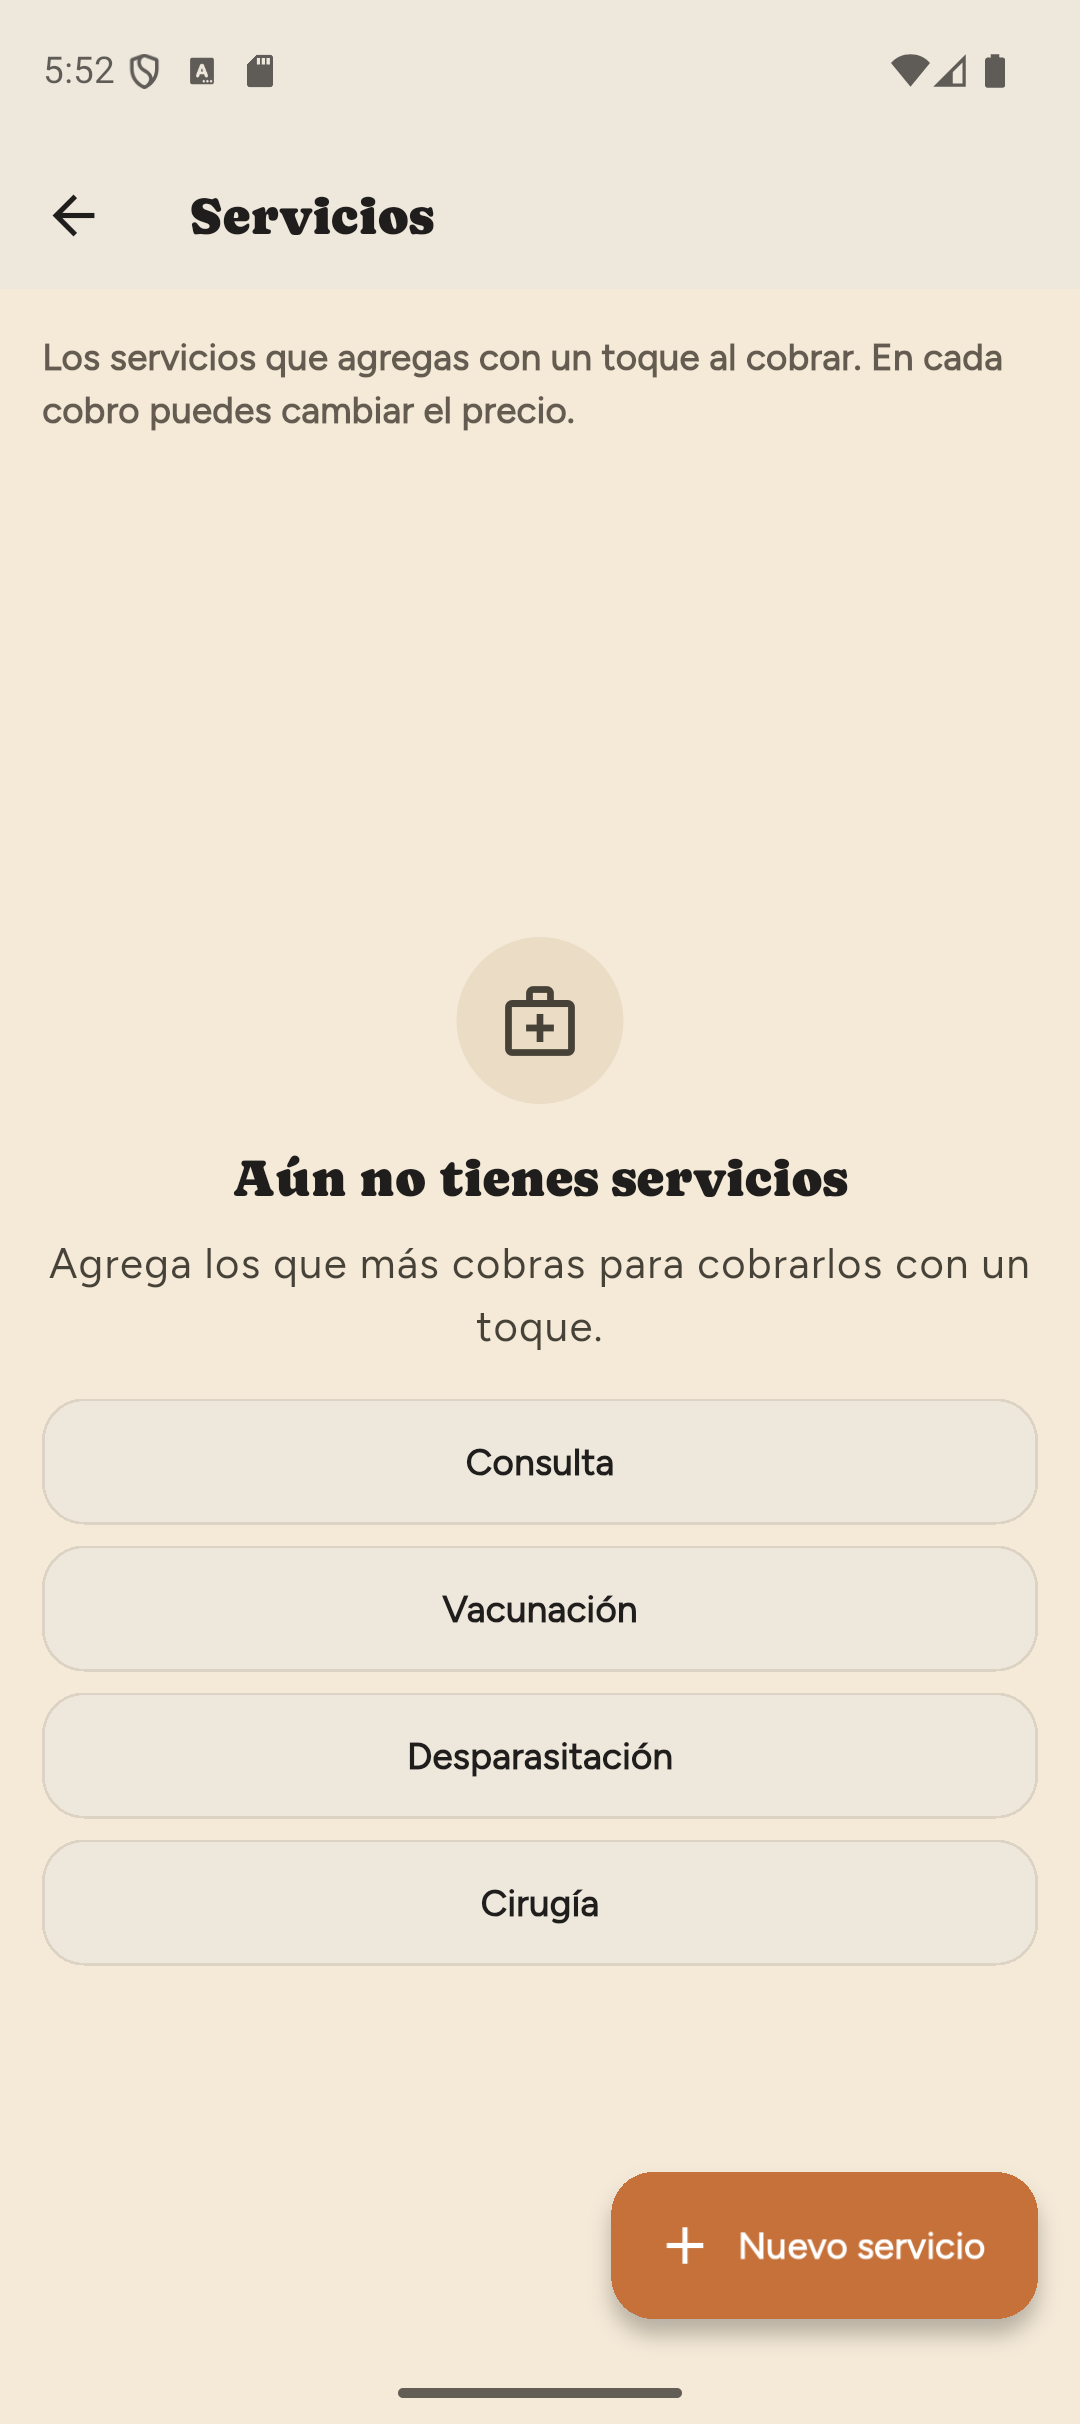 5:52
Servicios
Los servicios que agregas con un toque al cobrar. En cada
cobro puedes cambiar el precio.
Aún no tienes servicios
Agrega los que más cobras para cobrarlos con un
toque.
Consulta
Vacunación
Desparasitación
Cirugía
Nuevo servicio